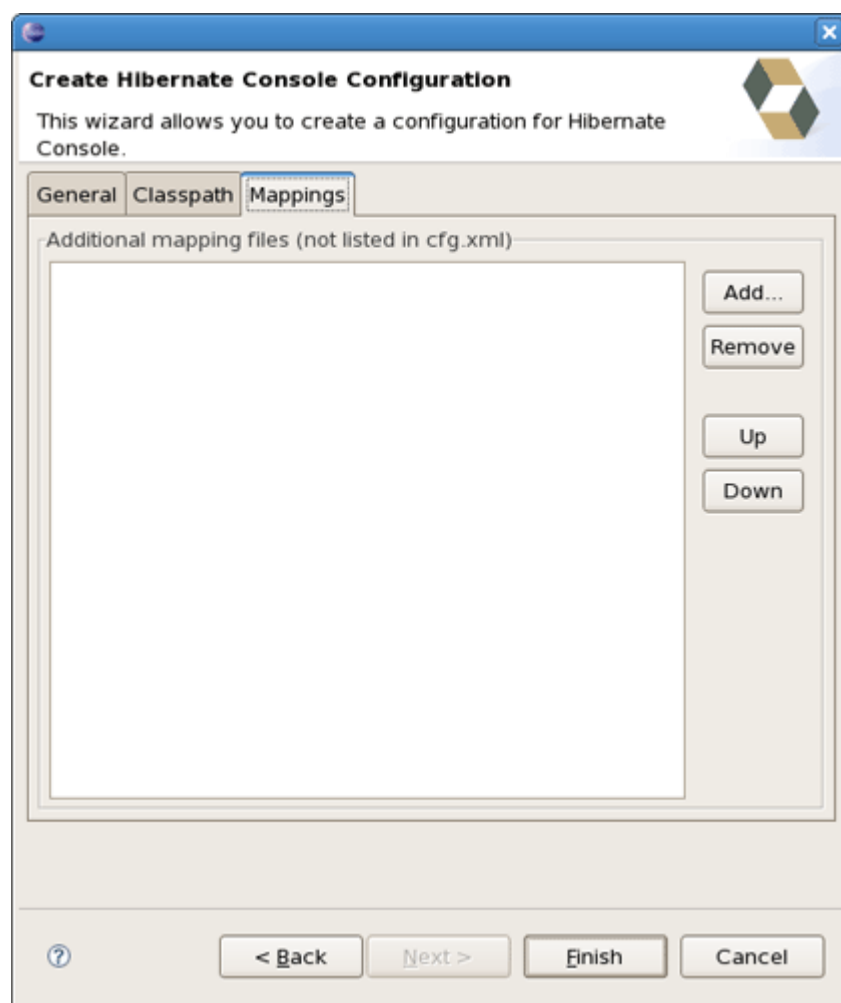 Create Hibernate Console Configuration
This wizard allows you to create a configuration for Hibernate
Console.
General Classpath Mappings
Additional mapping files (not listed in cfg.xml)
Add...
Remove
Up
Down
? < Back Next > Finish Cancel